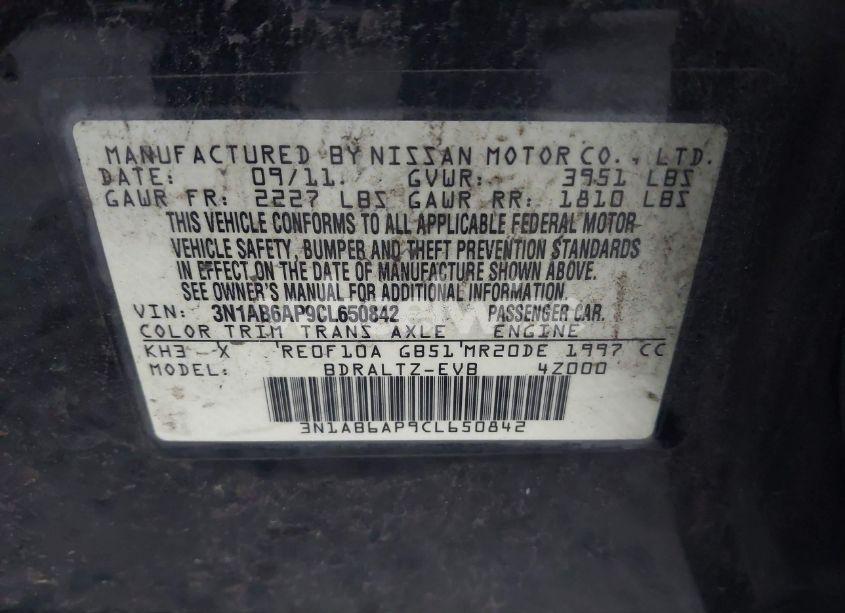 MANUFACTURED BY NISSAN MOTOR CO., LTD.
DATE: 09/11. GVWR: 3951 LBS
GAWR FR: 2227 LBS GAWR RR: 1810 LBS
THIS VEHICLE CONFORMS TO ALL APPLICABLE FEDERAL MOTOR
VEHICLE SAFETY, BUMPER AND THEFT PREVENTION STANDARDS
IN EFFECT ON THE DATE OF MANUFACTURE SHOWN ABOVE.
SEE OWNER'S MANUAL FOR ADDITIONAL INFORMATION.
VIN: 3N1AB6AP9CL650842 PASSENGER CAR.
COLOR TRIM TRANS AXLE ENGINE
KH3 -X RE0F10A GB51 MR20DE 1997 CC
MODEL: BDRALTZ-EVB 4Z000
3N1AB6AP9CL650842